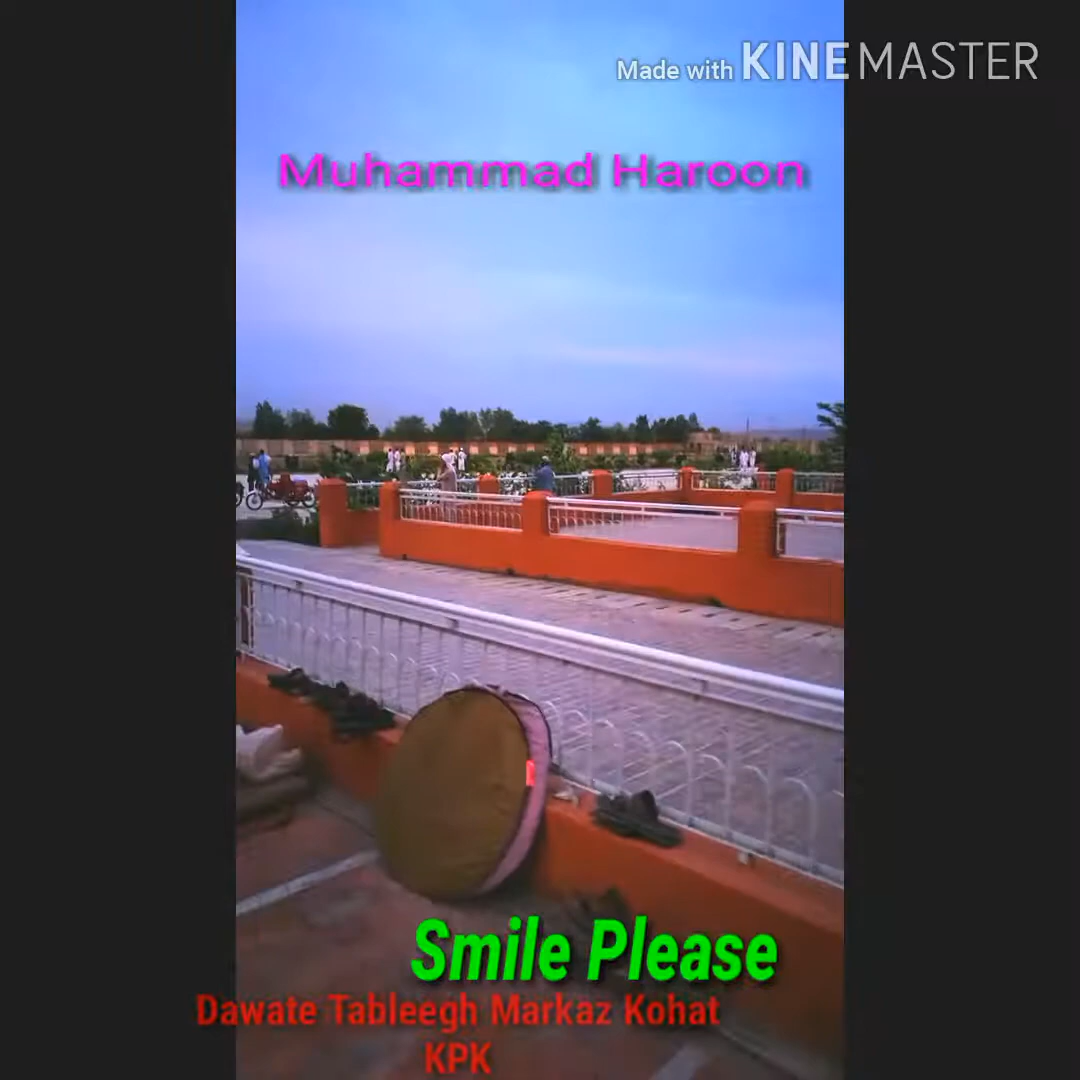 Made with KINEMASTER
Muhammad Haroon
Smile Please
Dawate Tableegh Markaz Kohat
KPK